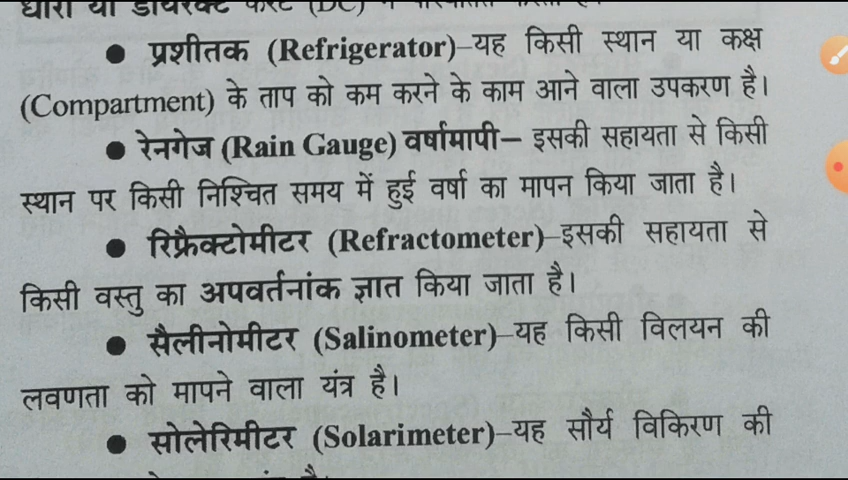 धारा या डायरेक्ट करंट (DC) में परिवर्तित करता है।
● प्रशीतक (Refrigerator)–यह किसी स्थान या कक्ष
(Compartment) के ताप को कम करने के काम आने वाला उपकरण है।
● रेनगेज (Rain Gauge) वर्षामापी– इसकी सहायता से किसी
स्थान पर किसी निश्चित समय में हुई वर्षा का मापन किया जाता है।
● रिफ्रैक्टोमीटर (Refractometer)–इसकी सहायता से
किसी वस्तु का अपवर्तनांक ज्ञात किया जाता है।
● सैलीनोमीटर (Salinometer)–यह किसी विलयन की
लवणता को मापने वाला यंत्र है।
● सोलेरिमीटर (Solarimeter)–यह सौर्य विकिरण की